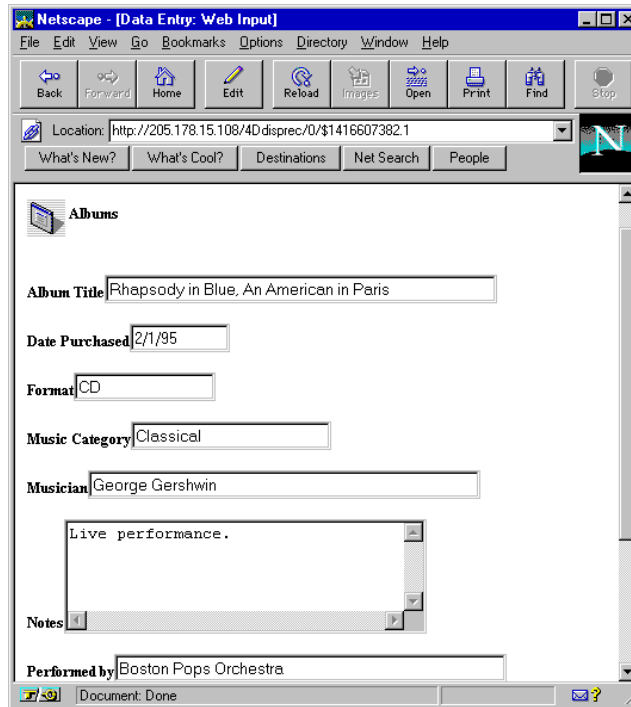 Netscape - [Data Entry: Web Input]
File Edit View Go Bookmarks Options Directory Window Help
Back Forward Home Edit Reload Images Open Print Find Stop
Location: http://205.178.15.108/4Ddisprec/0/$1416607382.1
What's New? What's Cool? Destinations Net Search People
N
Albums
Album Title Rhapsody in Blue, An American in Paris
Date Purchased 2/1/95
Format CD
Music Category Classical
Musician George Gershwin
Live performance.
Notes
Performed by Boston Pops Orchestra
Document: Done